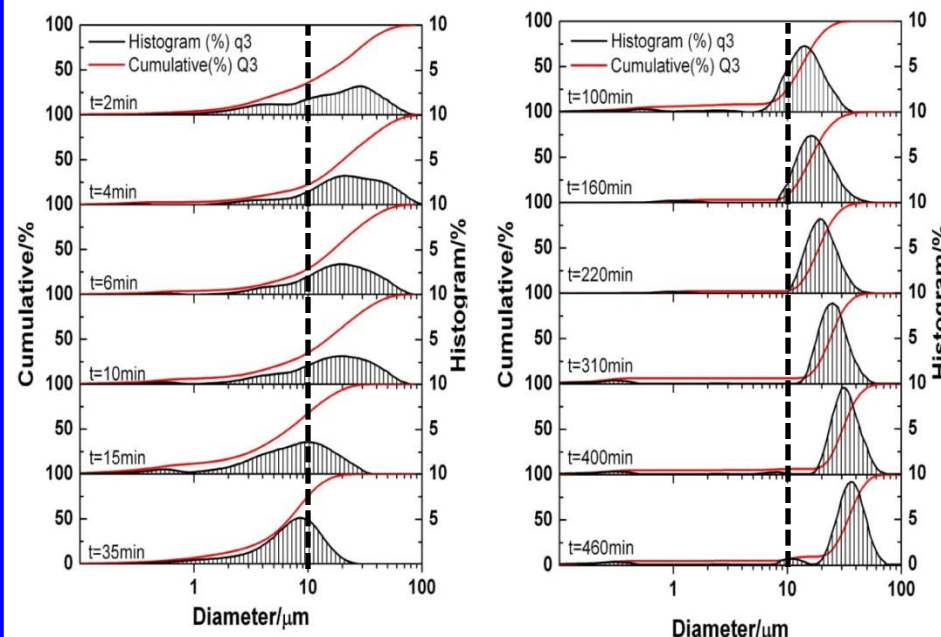 100
50
100
50
100
50
100
50
100
50
100
50
0
Cumulative/%
Histogram (%) q3
Cumulative(%) Q3
t=2min
t=4min
t=6min
t=10min
t=15min
t=35min
10
5
10
5
10
5
10
5
10
5
10
5
0
Histogram/%
1
10
100
Diameter/μm
100
50
100
50
100
50
100
50
100
50
100
50
0
Cumulative/%
Histogram (%) q3
Cumulative(%) Q3
t=100min
t=160min
t=220min
t=310min
t=400min
t=460min
10
5
10
5
10
5
10
5
10
5
10
5
0
Histogram/%
1
10
100
Diameter/μm